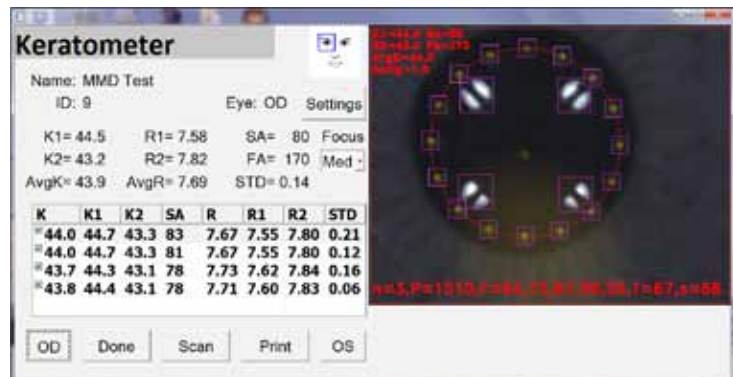 Keratometer
Name: MMD Test
ID: 9 Eye: OD Settings
K1= 44.5 R1= 7.58 SA= 80 Focus
K2= 43.2 R2= 7.82 FA= 170 Med
AvgK= 43.9 AvgR= 7.69 STD= 0.14
K K1 K2 SA R R1 R2 STD
44.0 44.7 43.3 83 7.67 7.55 7.80 0.21
44.0 44.7 43.3 81 7.67 7.55 7.80 0.12
43.7 44.3 43.1 78 7.73 7.62 7.84 0.16
43.8 44.4 43.1 78 7.71 7.60 7.83 0.06
OD Done Scan Print OS